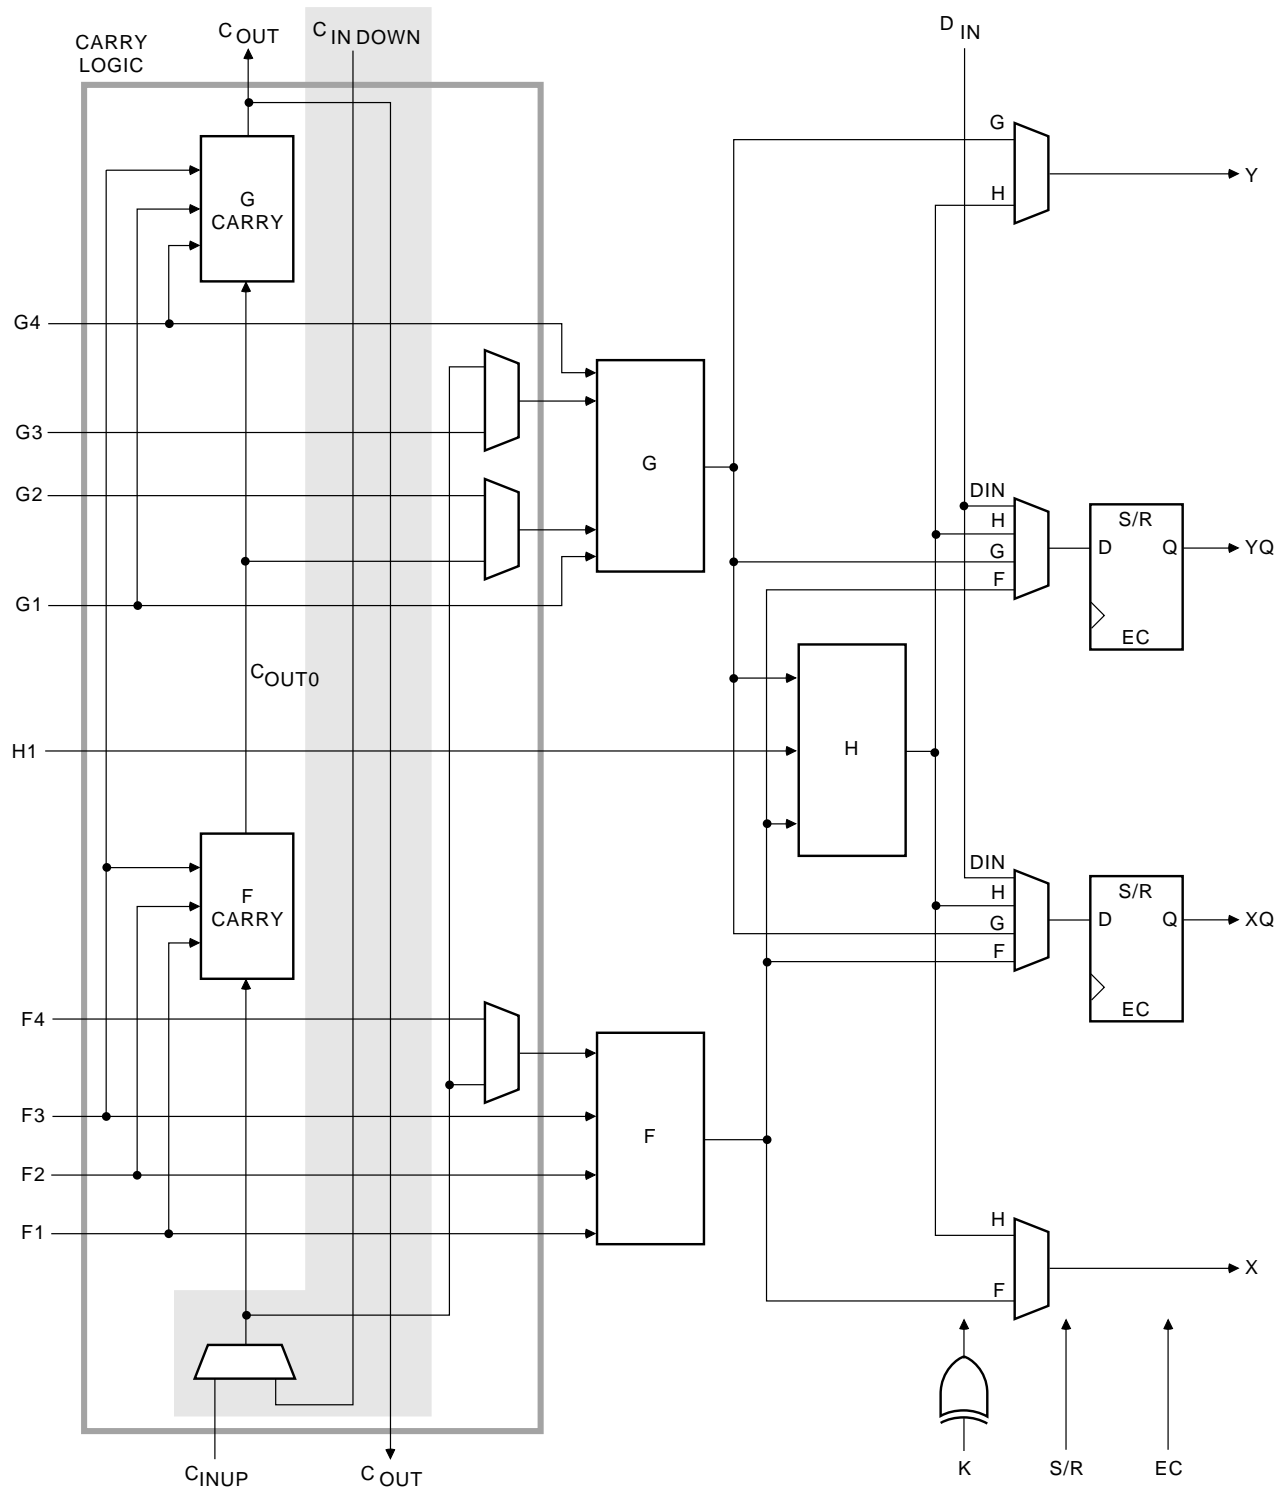 C OUT
C IN DOWN
D IN
CARRY
LOGIC
G
G
CARRY
Y
H
G4
G3
G
G2
DIN
S/R
H
D
Q
YQ
G
F
EC
G1
C OUT0
H1
H
F
CARRY
DIN
S/R
H
D
Q
XQ
G
F
EC
F4
F3
F
F2
F1
H
X
F
C INUP
C OUT
K
S/R
EC